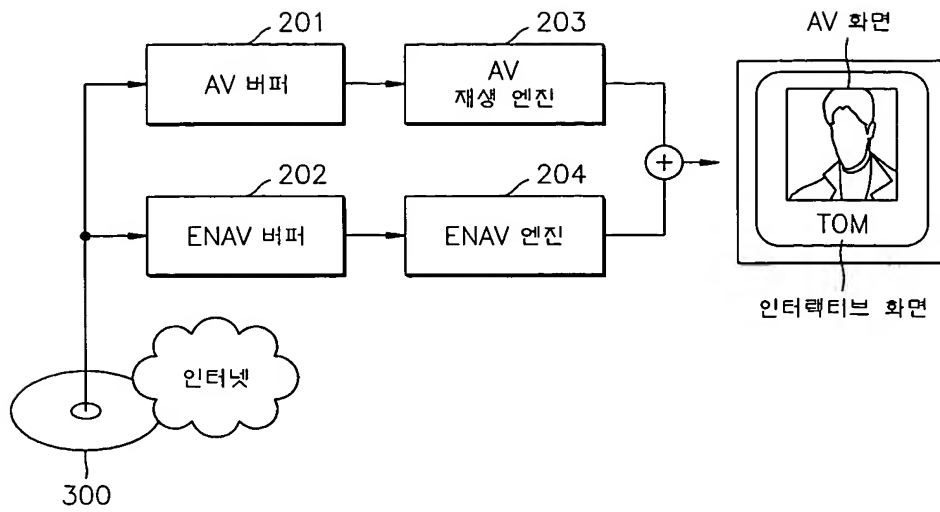 201
AV 버퍼
203
AV
재생 엔진
AV 화면
202
ENAV 버퍼
204
ENAV 엔진
+
TOM
인터랙티브 화면
인터넷
300